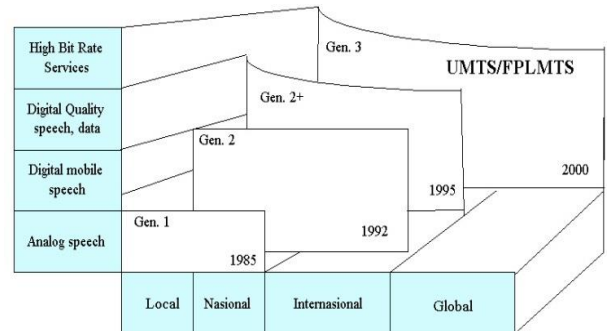 High Bit Rate
Services
Digital Quality
speech, data
Digital mobile
speech
Analog speech
Gen. 3
UMTS/FPLMTS
2000
Gen. 2+
1995
Gen. 2
1992
Gen. 1
1985
Local
Nasional
Internasional
Global